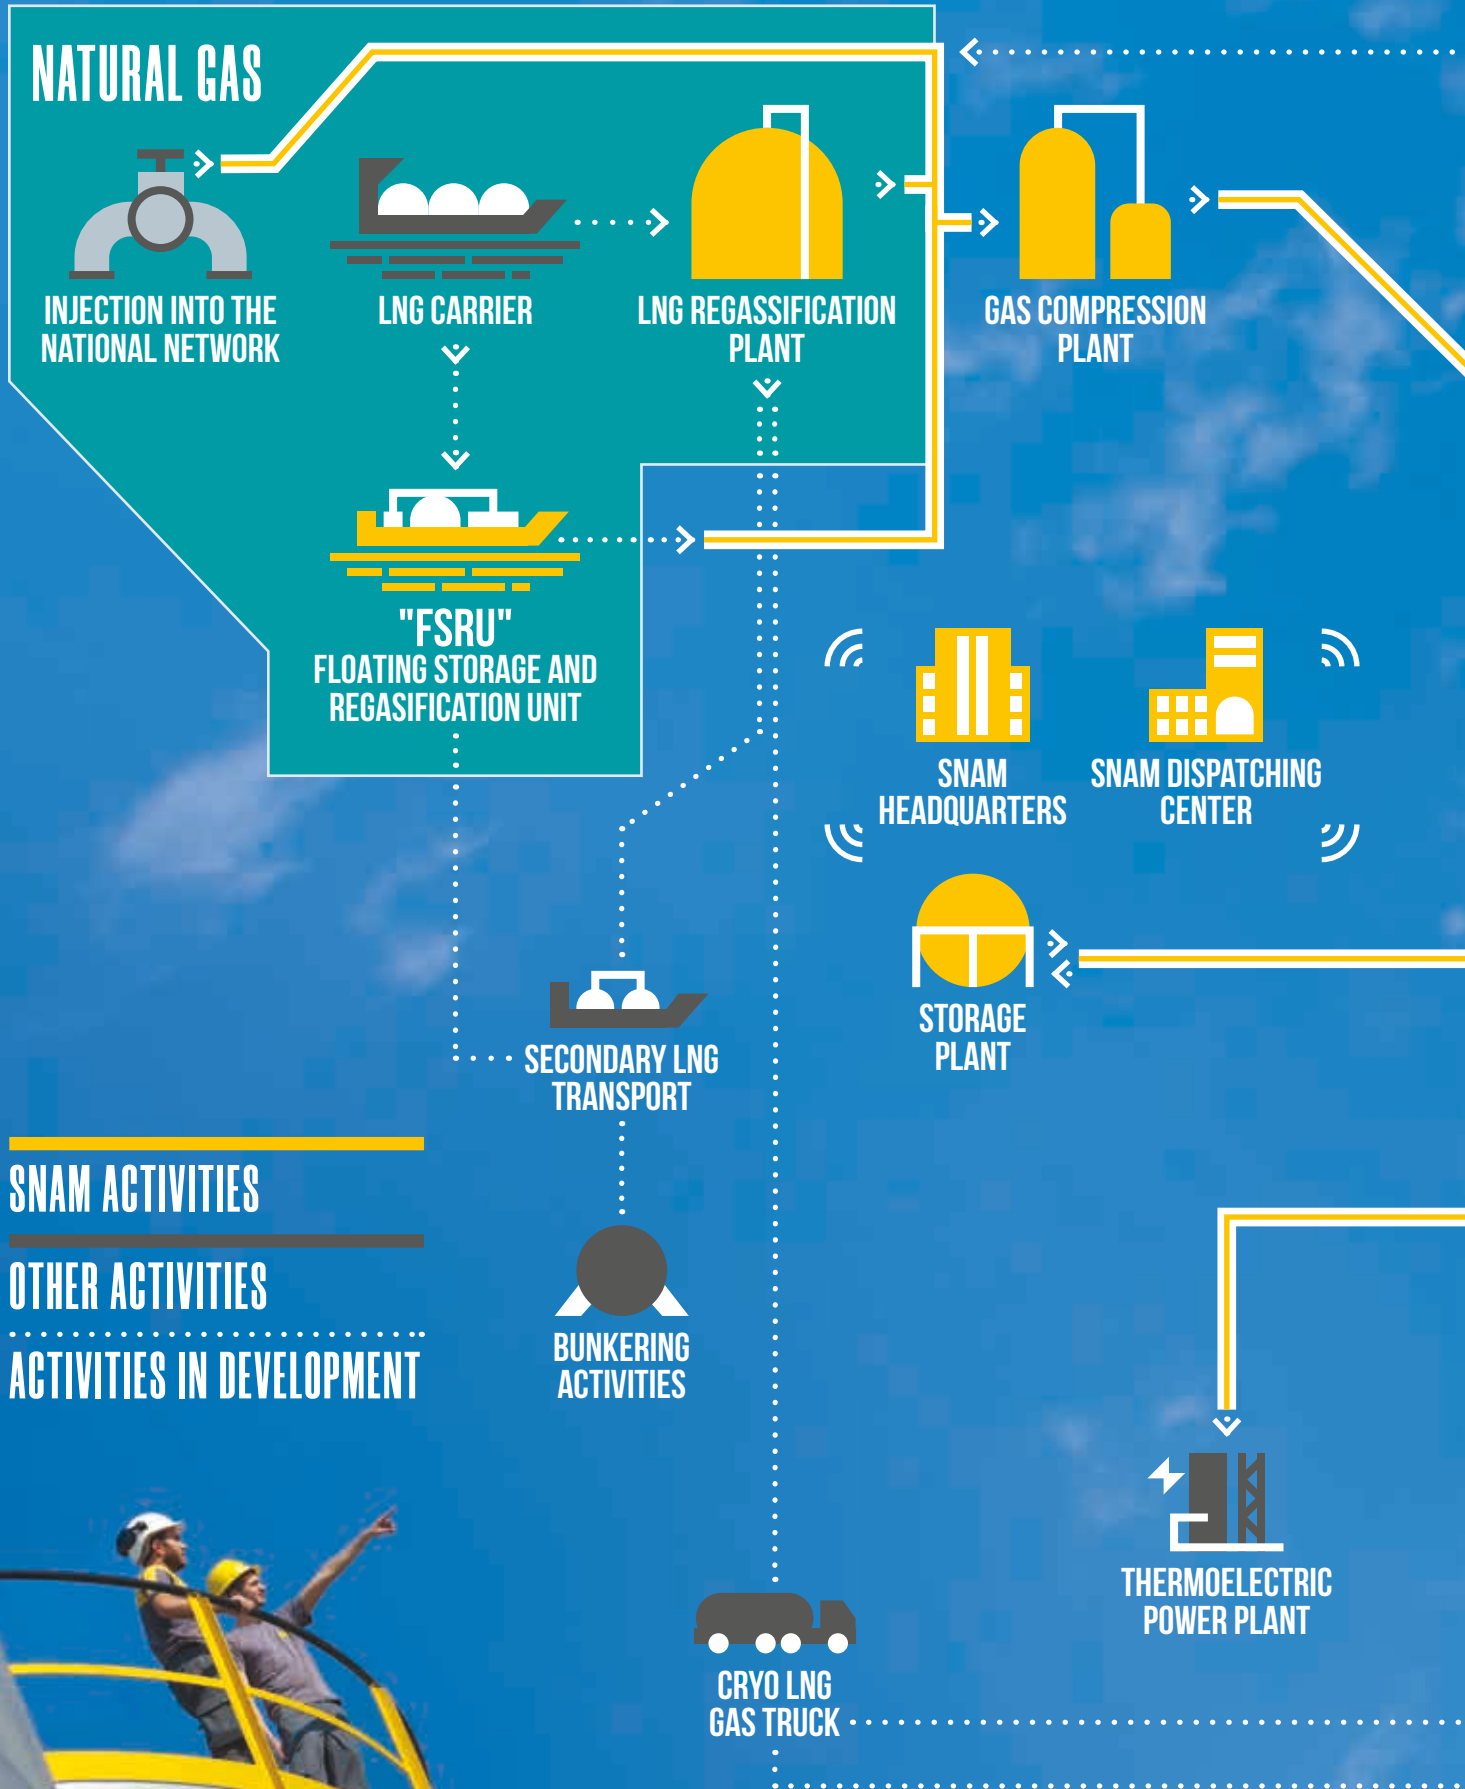 NATURAL GAS
INJECTION INTO THE
NATIONAL NETWORK
LNG CARRIER
LNG REGASSIFICATION
PLANT
GAS COMPRESSION
PLANT
"FSRU"
FLOATING STORAGE AND
REGASIFICATION UNIT
SNAM
HEADQUARTERS
SNAM DISPATCHING
CENTER
STORAGE
PLANT
SECONDARY LNG
TRANSPORT
SNAM ACTIVITIES
OTHER ACTIVITIES
ACTIVITIES IN DEVELOPMENT
BUNKERING
ACTIVITIES
THERMOELECTRIC
POWER PLANT
CRYO LNG
GAS TRUCK